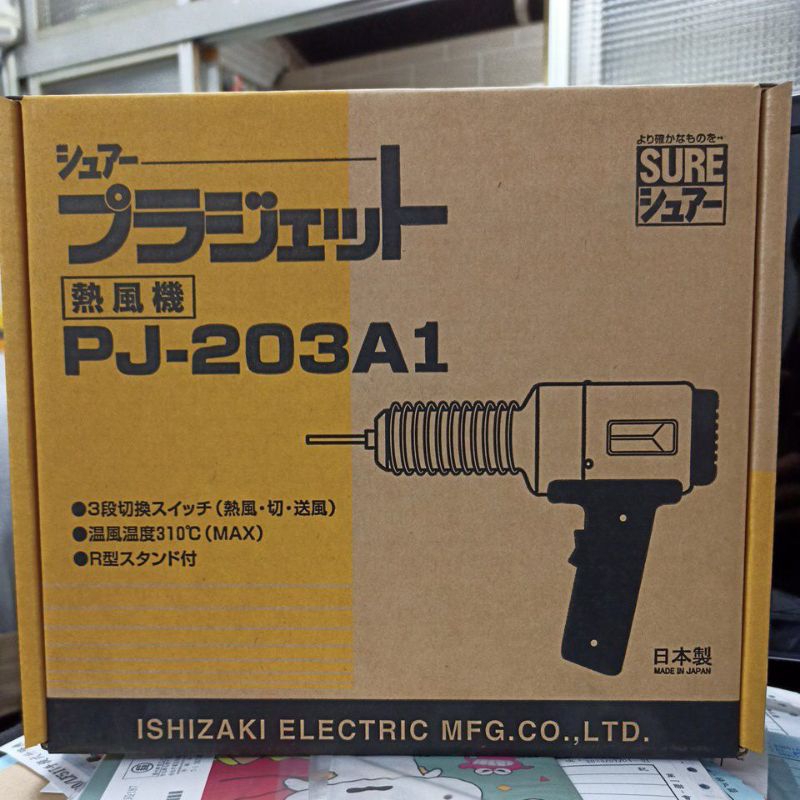 シュアー
プラジェット
熱風機
PJ-203A1
より確かなものを…
SURE
シュアー
●3段切換スイッチ(熱風・切・送風)
●温風温度310℃(MAX)
●R型スタンド付
日本製
MADE IN JAPAN
ISHIZAKI ELECTRIC MFG.CO.,LTD.